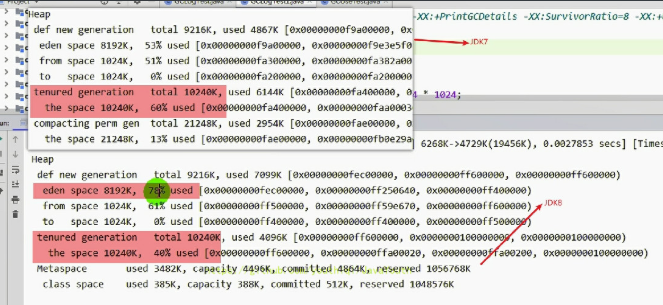 Heap
def new generation total 9216K, used 4867K [0x00000000f9a00000, 0x00000000
eden space 8192K, 53% used [0x00000000f9a00000, 0x00000000f9e3e5f0
from space 1024K, 51% used [0x00000000fa300000, 0x00000000fa382a00
to space 1024K, 0% used [0x00000000fa200000, 0x00000000fa200000
tenured generation total 10240K, used 6144K [0x00000000fa400000, 0x0000000
the space 10240K, 60% used [0x00000000fa400000, 0x00000000faa0003
compacting perm gen total 21248K, used 2954K [0x00000000fae00000, 0x000000
the space 21248K, 13% used [0x00000000fae00000, 0x00000000fb0e29a
-XX:+PrintGCDetails -XX:SurvivorRatio=8 -XX:+
JDK7
* 1024;
6268K->4729K(19456K), 0.0027853 secs] [Times
Heap
def new generation total 9216K, used 7099K [0x00000000fec00000, 0x00000000ff600000, 0x00000000ff600000)
eden space 8192K, 78% used [0x00000000fec00000, 0x00000000ff250640, 0x00000000ff400000)
from space 1024K, 61% used [0x00000000ff500000, 0x00000000ff59e670, 0x00000000ff600000)
to space 1024K, 0% used [0x00000000ff400000, 0x00000000ff400000, 0x00000000ff500000)
JDK8
tenured generation total 10240K, used 4096K [0x00000000ff600000, 0x0000000100000000, 0x0000000100000000)
the space 10240K, 40% used [0x00000000ff600000, 0x00000000ffa00020, 0x00000000ffa00200, 0x0000000100000000)
Metaspace used 3482K, capacity 4496K, committed 4864K, reserved 1056768K
class space used 385K, capacity 388K, committed 512K, reserved 1048576K